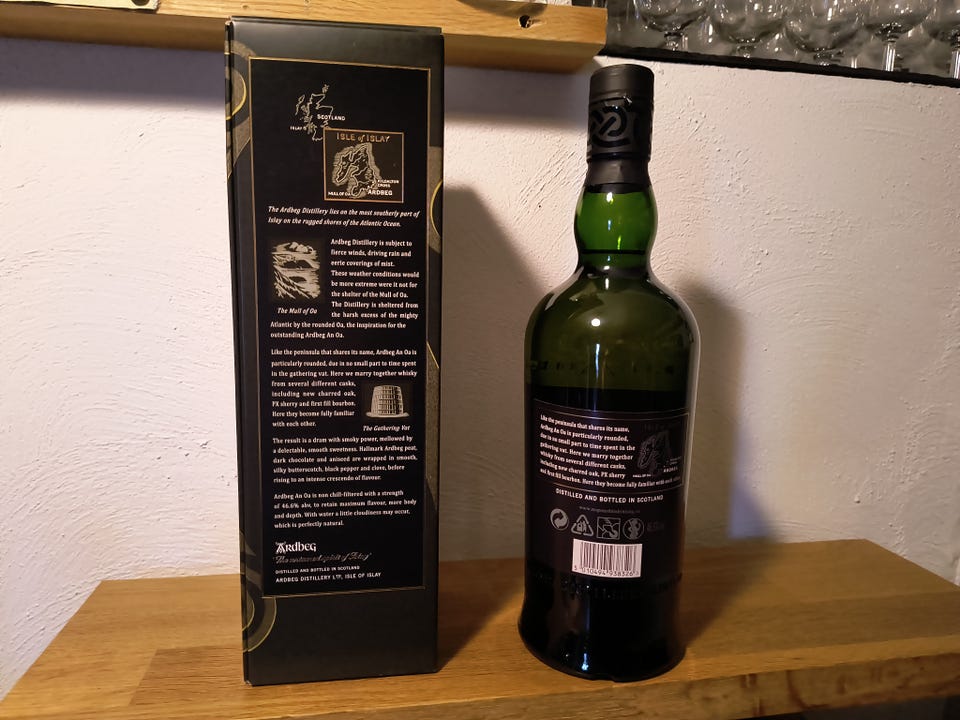 SCOTLAND
ISLAY
ISLE of ISLAY
KILDALTON
CROSS
MULL OF OA
ARDBEG
The Ardbeg Distillery lies on the most southerly part of
Islay on the rugged shores of the Atlantic Ocean.
Ardbeg Distillery is subject to
fierce winds, driving rain and
eerie coverings of mist.
These weather conditions would
be more extreme were it not for
the shelter of the Mull of Oa.
The Distillery is sheltered from
The Mull of Oa
the harsh excess of the mighty
Atlantic by the rounded Oa, the inspiration for the
outstanding Ardbeg An Oa.
Like the peninsula that shares its name, Ardbeg An Oa is
particularly rounded, due in no small part to time spent
in the gathering vat. Here we marry together whisky
from several different casks,
including new charred oak,
PX sherry and first fill bourbon.
Here they become fully familiar
with each other.
The Gathering Vat
The result is a dram with smoky power, mellowed by
a delectable, smooth sweetness. Hallmark Ardbeg peat,
dark chocolate and aniseed are wrapped in smooth,
silky butterscotch, black pepper and clove, before
rising to an intense crescendo of flavour.
Ardbeg An Oa is non chill-filtered with a strength
of 46.6% abv, to retain maximum flavour, more body
and depth. With water a little cloudiness may occur,
which is perfectly natural.
ARDBEG
DISTILLED AND BOTTLED IN SCOTLAND
ARDBEG DISTILLERY LTD, ISLE OF ISLAY
Like the peninsula that shares its name,
Ardbeg An Oa is particularly rounded,
due in no small part to time spent in the
gathering vat. Here we marry together
whisky from several different casks,
including new charred oak, PX sherry
and first fill bourbon. Here they become fully familiar with each other.
ARDBEG
DISTILLED AND BOTTLED IN SCOTLAND
5 010494 938326